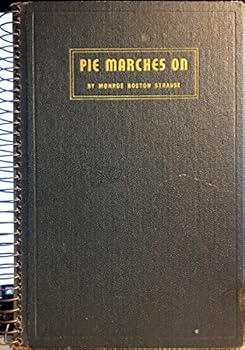 PIE MARCHES ON
BY MONROE BOSTON STRAUSE